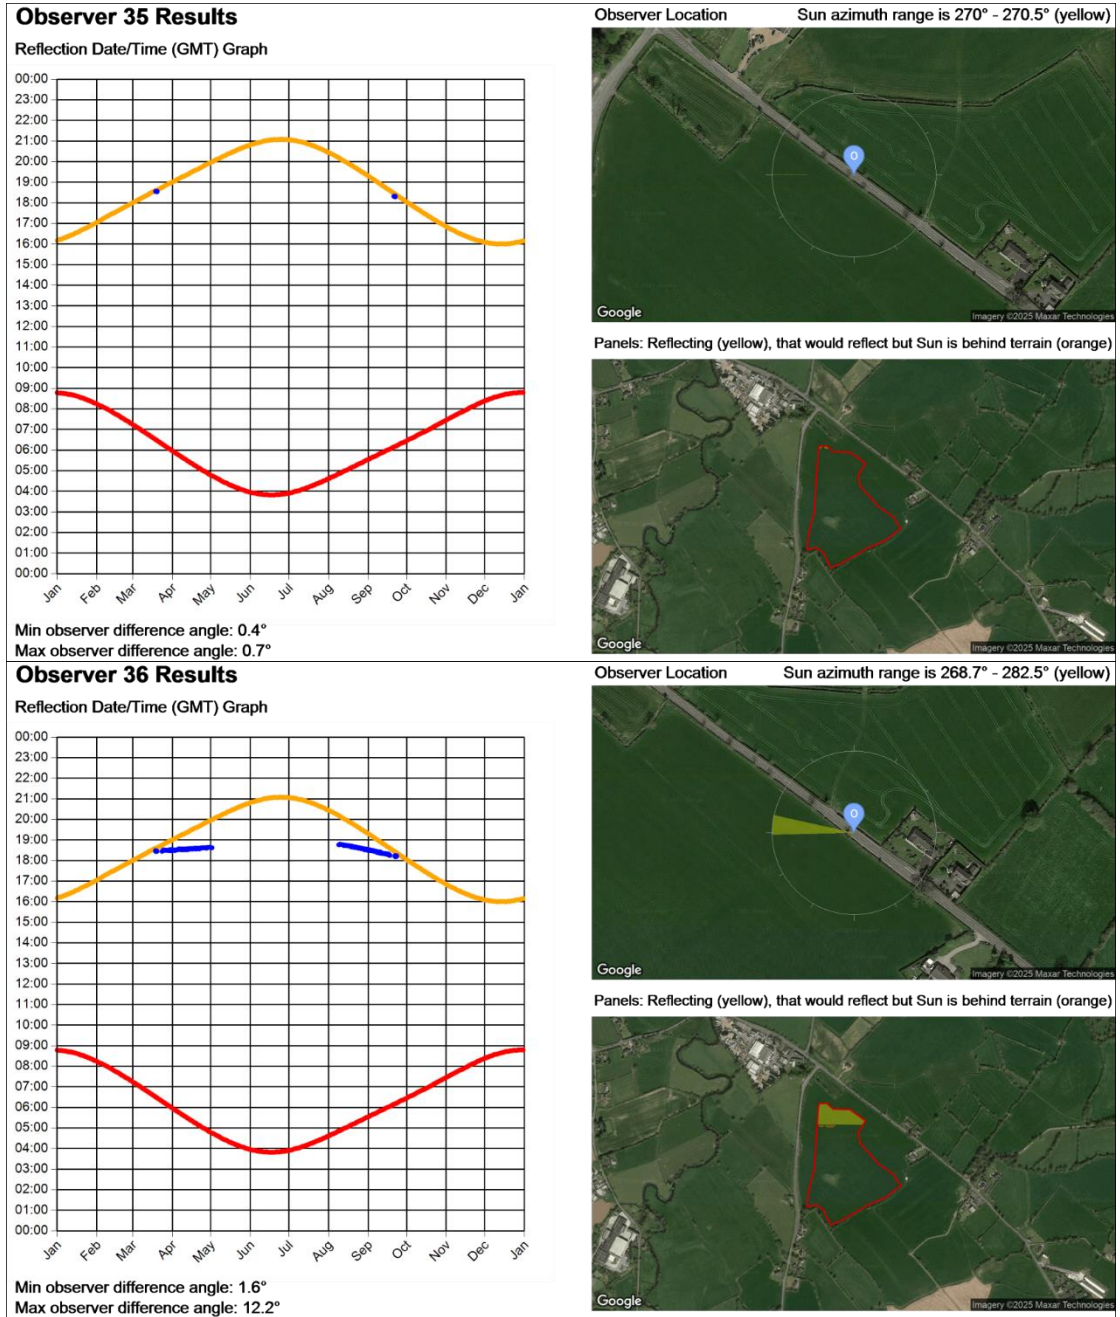 Observer 35 Results
Reflection Date/Time (GMT) Graph
00:00
23:00
22:00
21:00
20:00
19:00
18:00
17:00
16:00
15:00
14:00
13:00
12:00
11:00
10:00
09:00
08:00
07:00
06:00
05:00
04:00
03:00
02:00
01:00
00:00
Jan Feb Mar Apr May Jun Jul Aug Sep Oct Nov Dec Jan
Min observer difference angle: 0.4°
Max observer difference angle: 0.7°
Observer Location Sun azimuth range is 270° - 270.5° (yellow)
0
Google
Imagery ©2025 Maxar Technologies
Panels: Reflecting (yellow), that would reflect but Sun is behind terrain (orange)
Google
Imagery ©2025 Maxar Technologies
Observer 36 Results
Reflection Date/Time (GMT) Graph
00:00
23:00
22:00
21:00
20:00
19:00
18:00
17:00
16:00
15:00
14:00
13:00
12:00
11:00
10:00
09:00
08:00
07:00
06:00
05:00
04:00
03:00
02:00
01:00
00:00
Jan Feb Mar Apr May Jun Jul Aug Sep Oct Nov Dec Jan
Min observer difference angle: 1.6°
Max observer difference angle: 12.2°
Observer Location Sun azimuth range is 268.7° - 282.5° (yellow)
0
Google
Imagery ©2025 Maxar Technologies
Panels: Reflecting (yellow), that would reflect but Sun is behind terrain (orange)
Google
Imagery ©2025 Maxar Technologies